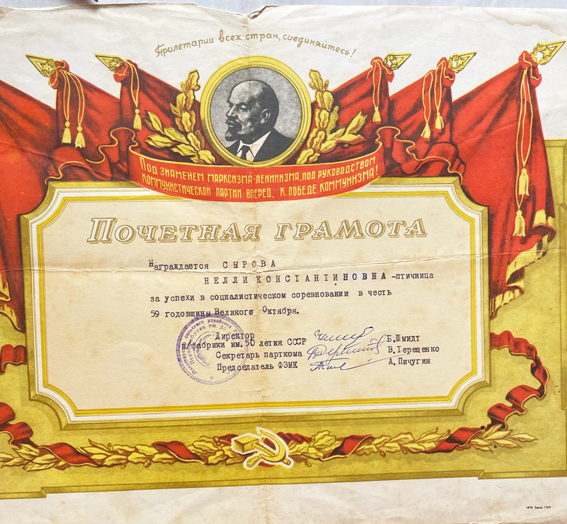 Пролетарии всех стран, соединяйтесь!
Под знаменем марксизма-ленинизма, под руководством
Коммунистической партии вперед, к победе коммунизма!
ПОЧЕТНАЯ ГРАМОТА
Награждается СЫРОВА
НЕЛЛИ КОНСТАНТИНОВНА -птичница
за успехи в социалистическом соревновании в честь
59 годовщины Великого Октября.
Директор
п/фабрики им. 50 летия СССР Б.Шмидт
Секретарь парткома В.Терещенко
Председатель ФЗМК А.Пичугин